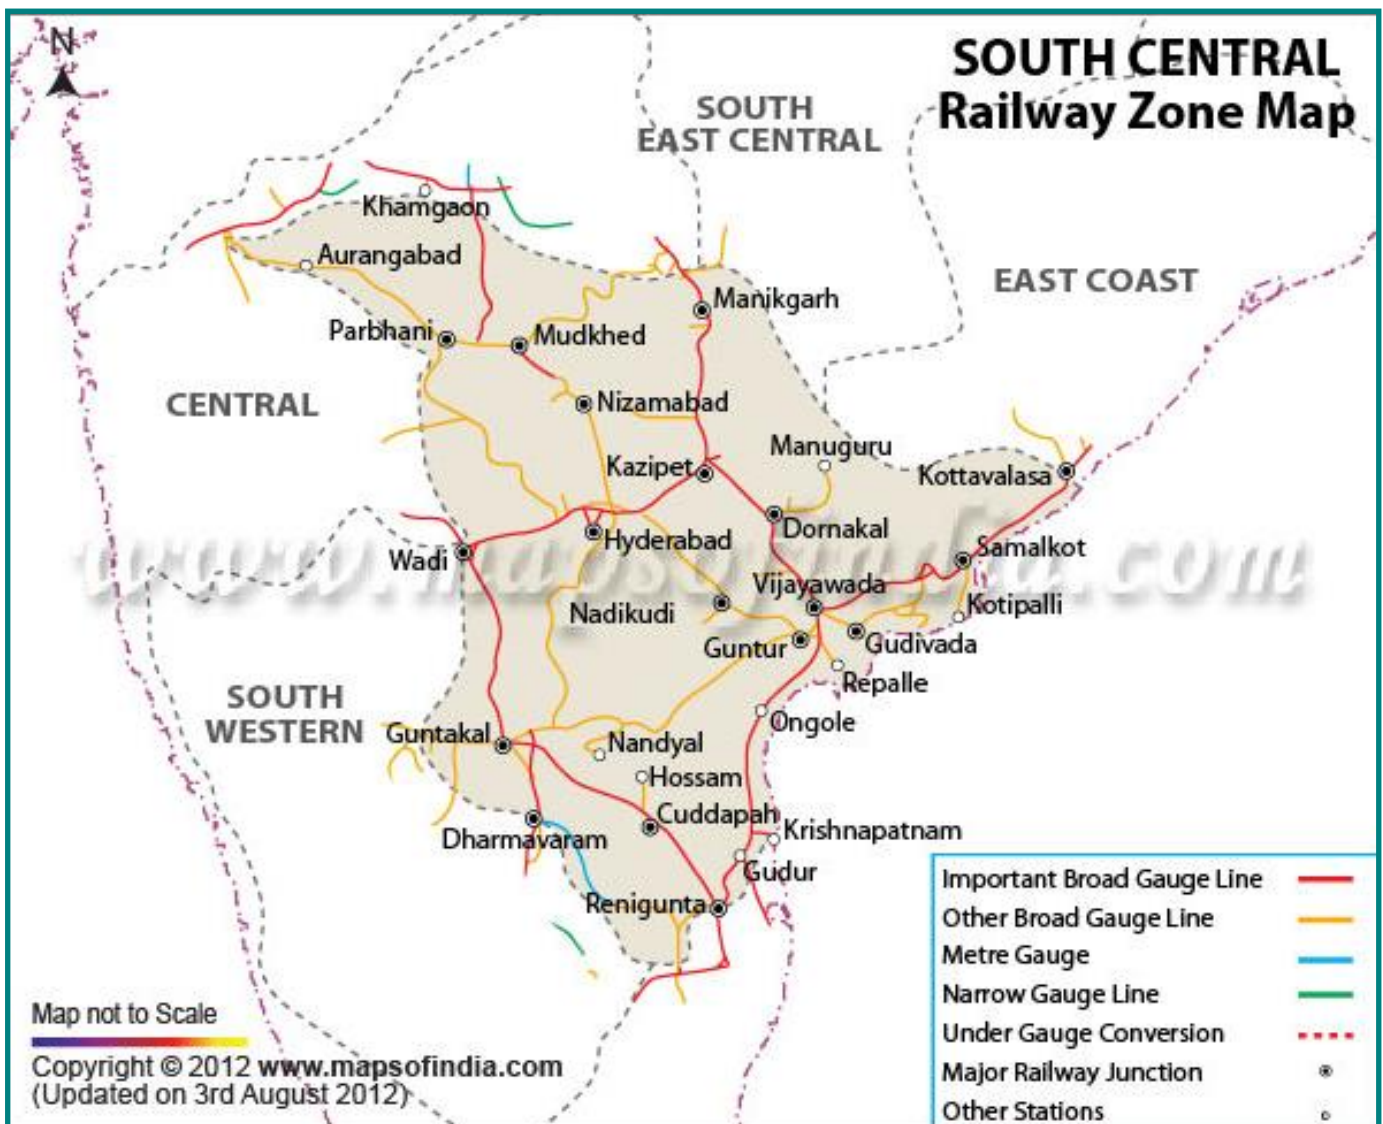 N
SOUTH CENTRAL
Railway Zone Map
SOUTH
EAST CENTRAL
Khamgaon
Aurangabad
EAST COAST
Manikgarh
Parbhani
Mudkhed
CENTRAL
Nizamabad
Manuguru
Kazipet
Kottavalasa
Dornakal
Hyderabad
Samalkot
Wadi
www.mapsofindia.com
Vijayawada
Nadikudi
Kotipalli
Guntur
Gudivada
Repalle
SOUTH
WESTERN
Ongole
Guntakal
Nandyal
Hossam
Cuddapah
Dharmavaram
Krishnapatnam
Gudur
Renigunta
Important Broad Gauge Line
Other Broad Gauge Line
Metre Gauge
Narrow Gauge Line
Under Gauge Conversion
Major Railway Junction
Other Stations
Map not to Scale
Copyright © 2012 www.mapsofindia.com
(Updated on 3rd August 2012)